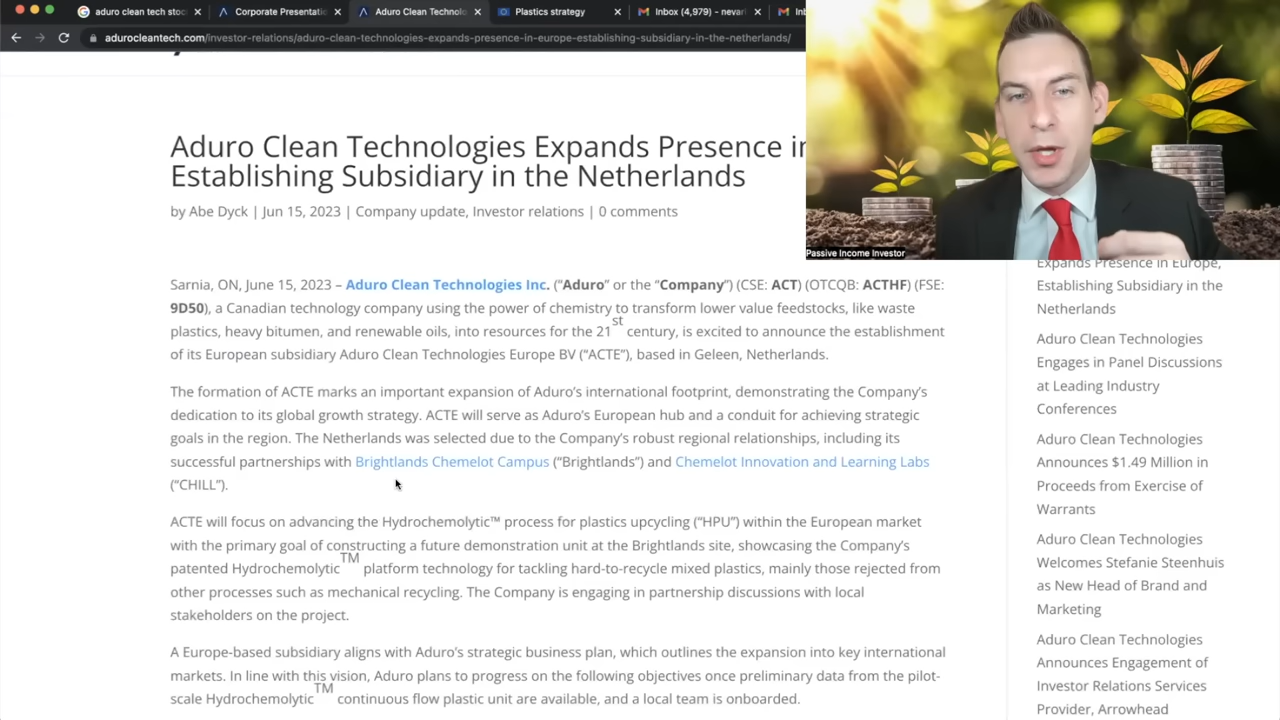 aduro clean tech stoc
Corporate Presentati
Aduro Clean Technolo
Plastics strategy
Inbox (4,979) - nevar
adurocleantech.com/investor-relations/aduro-clean-technologies-expands-presence-in-europe-establishing-subsidiary-in-the-netherlands/
Aduro Clean Technologies Expands Presence in
Establishing Subsidiary in the Netherlands
by Abe Dyck | Jun 15, 2023 | Company update, Investor relations | 0 comments
Passive Income Investor
Sarnia, ON, June 15, 2023 – Aduro Clean Technologies Inc. (“Aduro” or the “Company”) (CSE: ACT) (OTCQB: ACTHF) (FSE:
9D50), a Canadian technology company using the power of chemistry to transform lower value feedstocks, like waste
plastics, heavy bitumen, and renewable oils, into resources for the 21st century, is excited to announce the establishment
of its European subsidiary Aduro Clean Technologies Europe BV (“ACTE”), based in Geleen, Netherlands.
The formation of ACTE marks an important expansion of Aduro’s international footprint, demonstrating the Company’s
dedication to its global growth strategy. ACTE will serve as Aduro’s European hub and a conduit for achieving strategic
goals in the region. The Netherlands was selected due to the Company’s robust regional relationships, including its
successful partnerships with Brightlands Chemelot Campus (“Brightlands”) and Chemelot Innovation and Learning Labs
(“CHILL”).
ACTE will focus on advancing the Hydrochemolytic™ process for plastics upcycling (“HPU”) within the European market
with the primary goal of constructing a future demonstration unit at the Brightlands site, showcasing the Company’s
patented Hydrochemolytic™ platform technology for tackling hard-to-recycle mixed plastics, mainly those rejected from
other processes such as mechanical recycling. The Company is engaging in partnership discussions with local
stakeholders on the project.
A Europe-based subsidiary aligns with Aduro’s strategic business plan, which outlines the expansion into key international
markets. In line with this vision, Aduro plans to progress on the following objectives once preliminary data from the pilot-
scale Hydrochemolytic™ continuous flow plastic unit are available, and a local team is onboarded.
Expands Presence in Europe,
Establishing Subsidiary in the
Netherlands
Aduro Clean Technologies
Engages in Panel Discussions
at Leading Industry
Conferences
Aduro Clean Technologies
Announces $1.49 Million in
Proceeds from Exercise of
Warrants
Aduro Clean Technologies
Welcomes Stefanie Steenhuis
as New Head of Brand and
Marketing
Aduro Clean Technologies
Announces Engagement of
Investor Relations Services
Provider, Arrowhead